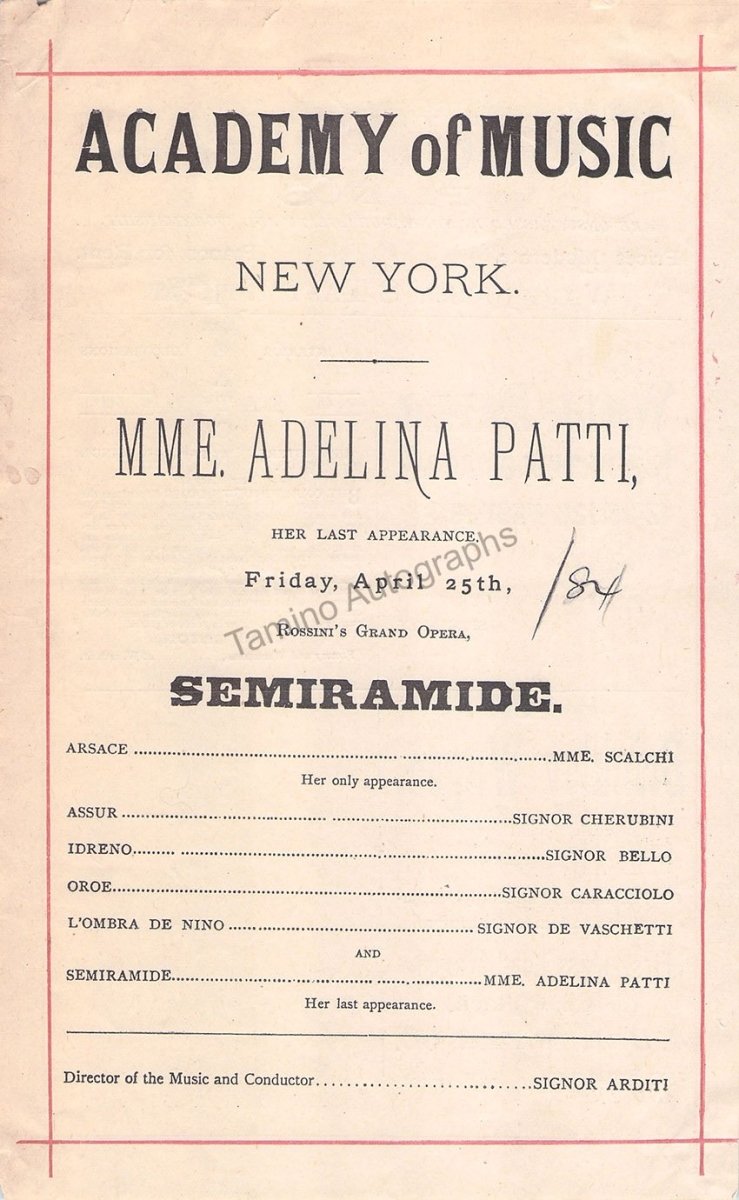 ACADEMY of MUSIC
NEW YORK.
MME. ADELINA PATTI,
HER LAST APPEARANCE.
Friday, April 25th, /84
Tamino Autographs
ROSSINI'S GRAND OPERA,
SEMIRAMIDE.
ARSACE ........................................................MME. SCALCHI
Her only appearance.
ASSUR ........................................................SIGNOR CHERUBINI
IDRENO........................................................SIGNOR BELLO
OROE........................................................SIGNOR CARACCIOLO
L'OMBRA DE NINO ........................................ SIGNOR DE VASCHETTI
AND
SEMIRAMIDE................................................MME. ADELINA PATTI
Her last appearance.
Director of the Music and Conductor............................SIGNOR ARDITI